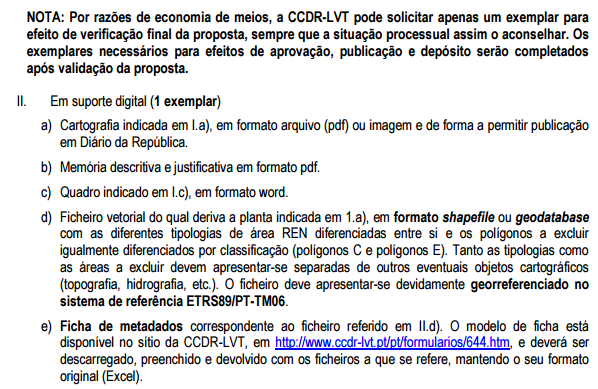 NOTA: Por razões de economia de meios, a CCDR-LVT pode solicitar apenas um exemplar para
efeito de verificação final da proposta, sempre que a situação processual assim o aconselhar. Os
exemplares necessários para efeitos de aprovação, publicação e depósito serão completados
após validação da proposta.
II. Em suporte digital (1 exemplar)
a) Cartografia indicada em I.a), em formato arquivo (pdf) ou imagem e de forma a permitir publicação
em Diário da República.
b) Memória descritiva e justificativa em formato pdf.
c) Quadro indicado em I.c), em formato word.
d) Ficheiro vetorial do qual deriva a planta indicada em 1.a), em formato shapefile ou geodatabase
com as diferentes tipologias de área REN diferenciadas entre si e os polígonos a excluir
igualmente diferenciados por classificação (polígonos C e polígonos E). Tanto as tipologias como
as áreas a excluir devem apresentar-se separadas de outros eventuais objetos cartográficos
(topografia, hidrografia, etc.). O ficheiro deve apresentar-se devidamente georreferenciado no
sistema de referência ETRS89/PT-TM06.
e) Ficha de metadados correspondente ao ficheiro referido em II.d). O modelo de ficha está
disponível no sítio da CCDR-LVT, em http://www.ccdr-lvt.pt/pt/formularios/644.htm, e deverá ser
descarregado, preenchido e devolvido com os ficheiros a que se refere, mantendo o seu formato
original (Excel).